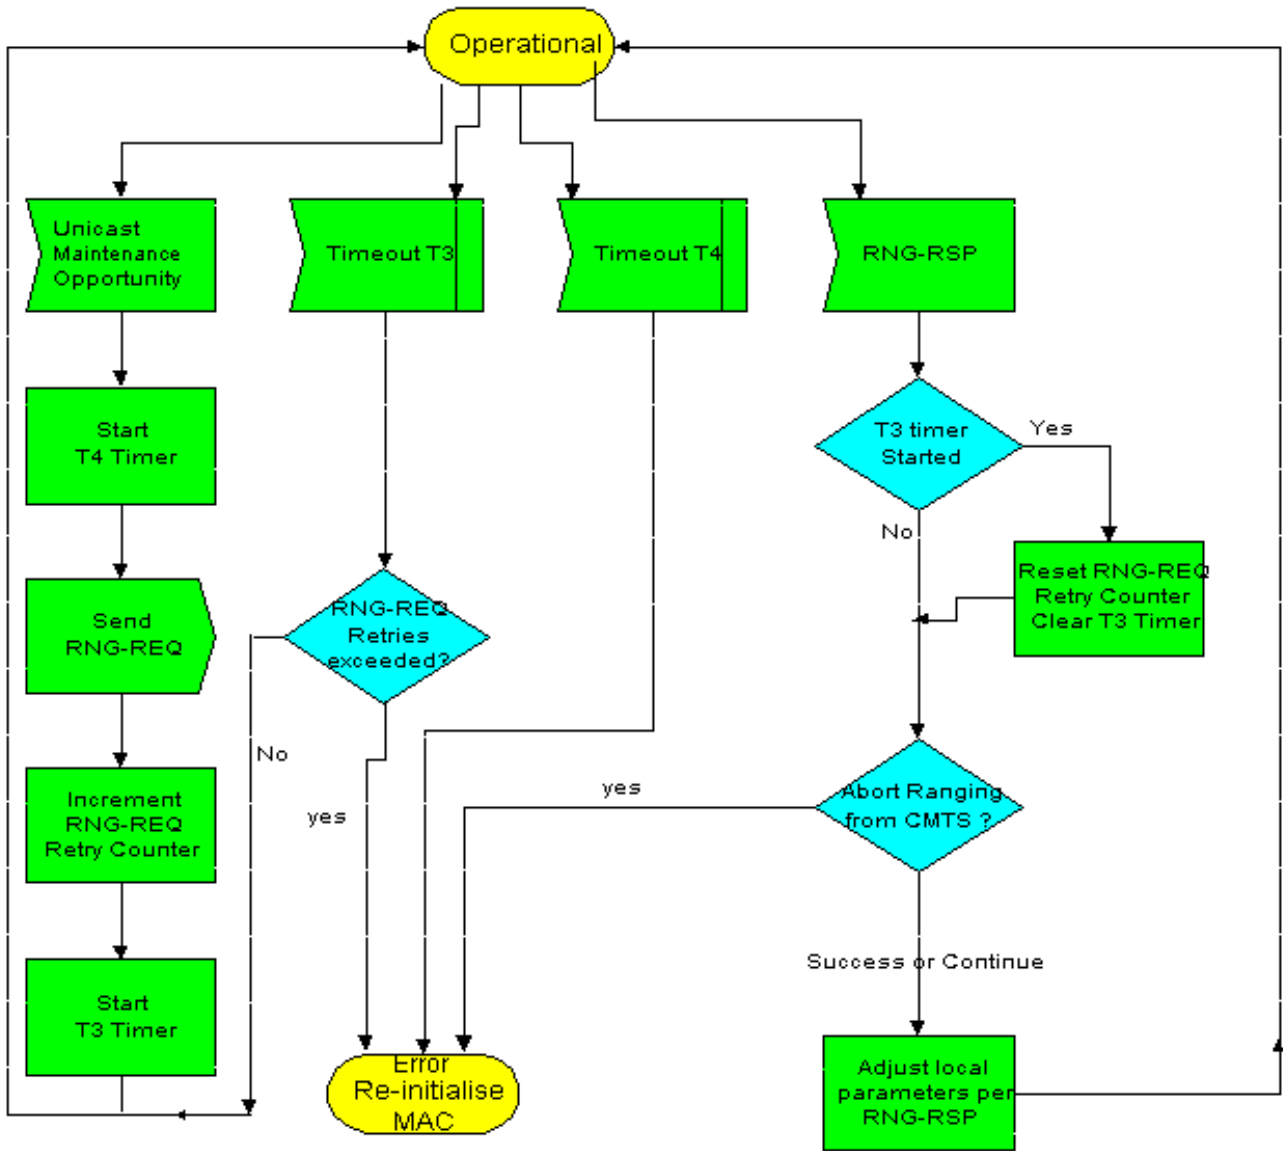 Operational
Unicast
Maintenance
Opportunity
Timeout T3
Timeout T4
RNG-RSP
Start
T4 Timer
T3 timer
Started
Yes
No
Send
RNG-REQ
RNG-REQ
Retries
exceeded?
Reset RNG-REQ
Retry Counter
Clear T3 Timer
No
yes
yes
Increment
RNG-REQ
Retry Counter
Abort Ranging
from CMTS ?
Success or Continue
Start
T3 Timer
Error
Re-initialise
MAC
Adjust local
parameters per
RNG-RSP